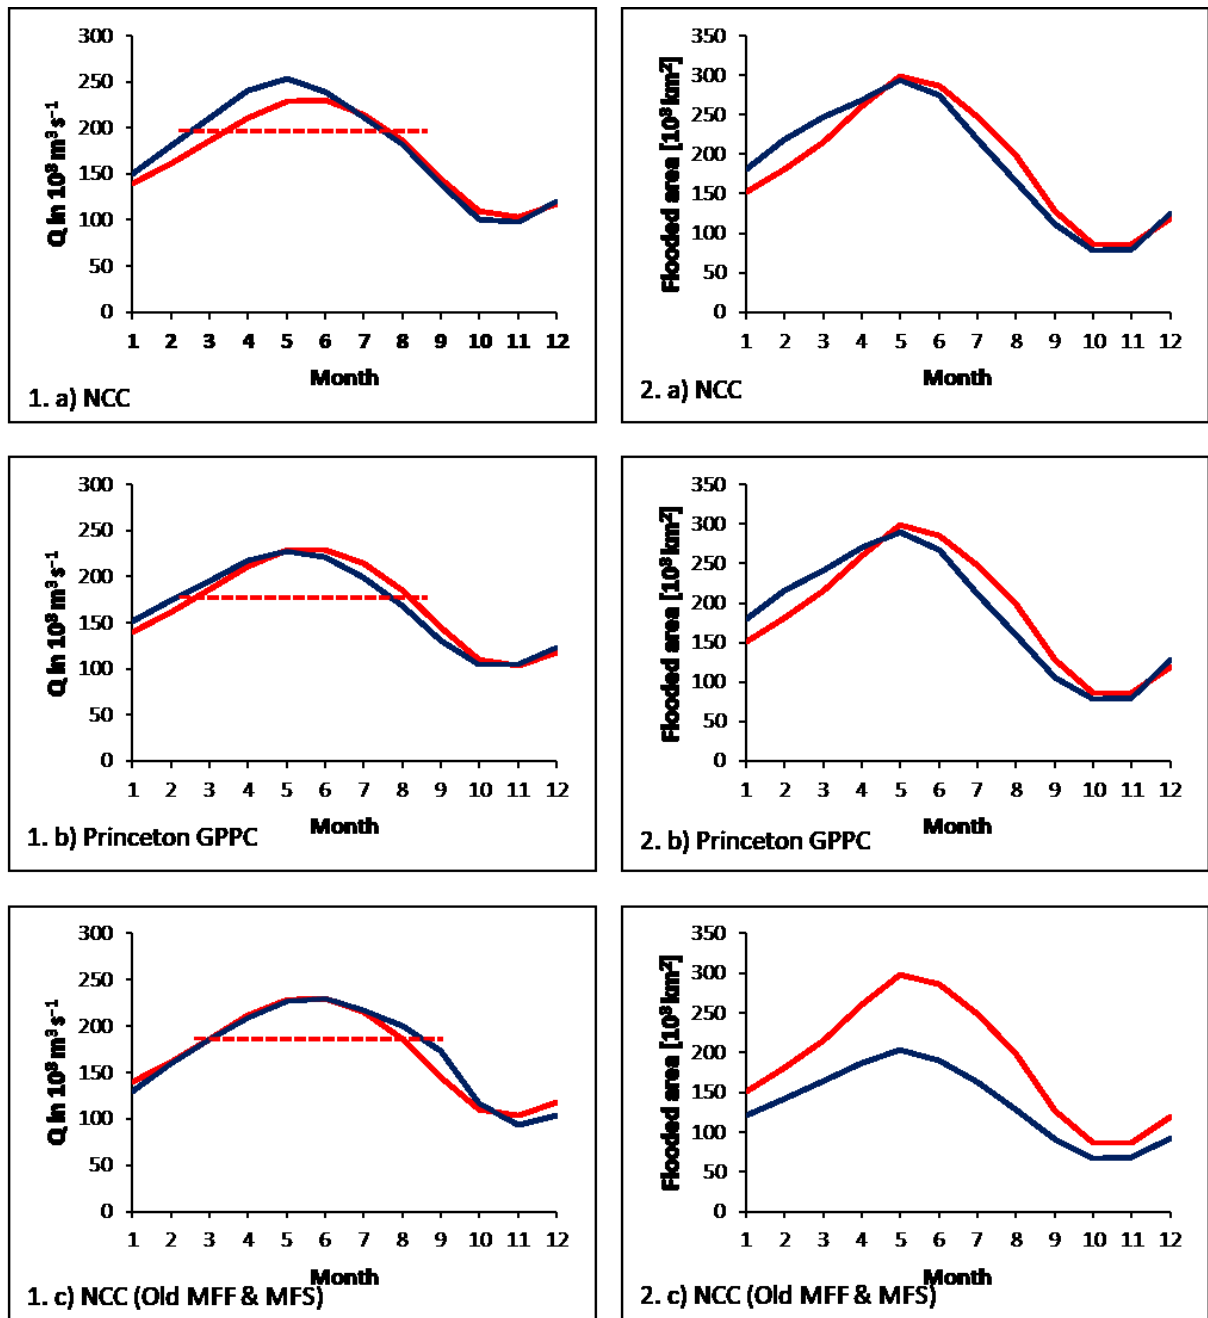 300
250
200
150
100
50
0
Q in 10⁸ m³ s⁻¹
1 2 3 4 5 6 7 8 9 10 11 12
Month
1. a) NCC
350
300
250
200
150
100
50
0
Flooded area [10⁸ km²]
1 2 3 4 5 6 7 8 9 10 11 12
Month
2. a) NCC
300
250
200
150
100
50
0
Q in 10⁸ m³ s⁻¹
1 2 3 4 5 6 7 8 9 10 11 12
Month
1. b) Princeton GPPC
350
300
250
200
150
100
50
0
Flooded area [10⁸ km²]
1 2 3 4 5 6 7 8 9 10 11 12
Month
2. b) Princeton GPPC
300
250
200
150
100
50
0
Q in 10⁸ m³ s⁻¹
1 2 3 4 5 6 7 8 9 10 11 12
Month
1. c) NCC (Old MFF & MFS)
350
300
250
200
150
100
50
0
Flooded area [10⁸ km²]
1 2 3 4 5 6 7 8 9 10 11 12
Month
2. c) NCC (Old MFF & MFS)